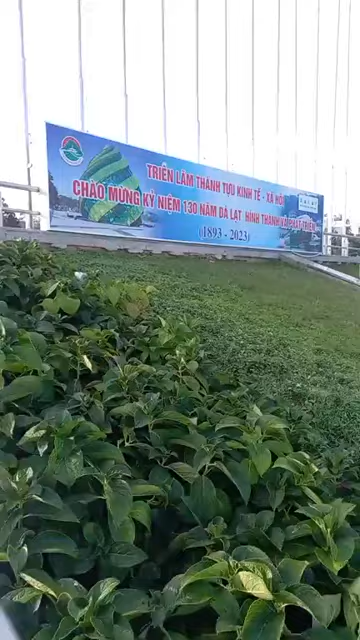 TRIỂN LÃM THÀNH TỰU KINH TẾ - XÃ HỘI
CHÀO MỪNG KỶ NIỆM 130 NĂM ĐÀ LẠT HÌNH THÀNH VÀ PHÁT TRIỂN
(1893 - 2023)